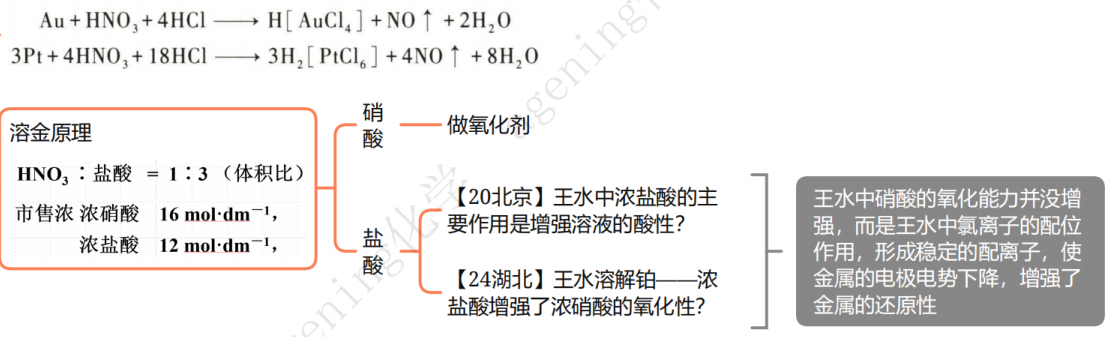 Au + HNO₃ + 4HCl ⟶ H[AuCl₄] + NO↑ + 2H₂O
3Pt + 4HNO₃ + 18HCl ⟶ 3H₂[PtCl₆] + 4NO↑ + 8H₂O
溶金原理
HNO₃：盐酸 = 1：3（体积比）
市售浓 浓硝酸 16 mol·dm⁻¹,
浓盐酸 12 mol·dm⁻¹,
硝
酸
做氧化剂
盐
酸
【20北京】王水中浓盐酸的主
要作用是增强溶液的酸性？
【24湖北】王水溶解铂——浓
盐酸增强了浓硝酸的氧化性？
王水中硝酸的氧化能力并没增
强，而是王水中氯离子的配位
作用，形成稳定的配离子，使
金属的电极电势下降，增强了
金属的还原性